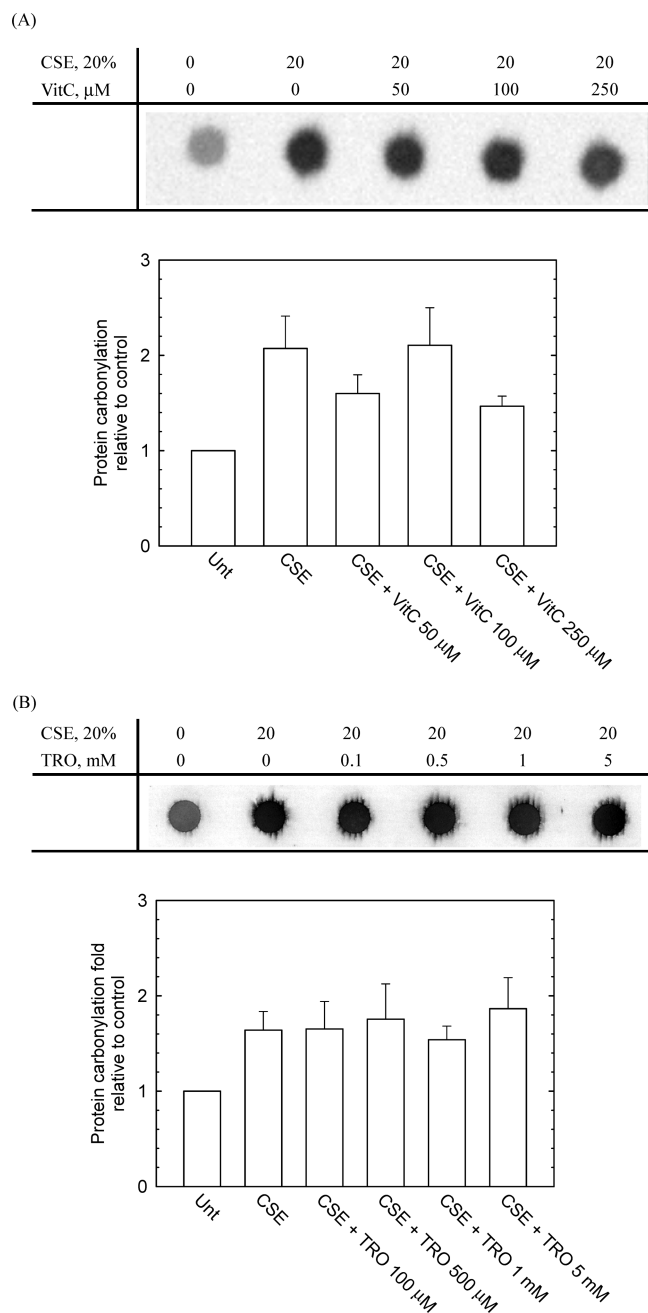 (A)
CSE, 20% 0 20 20 20 20
VitC, μM 0 0 50 100 250
3
2
1
0
Protein carbonylation
relative to control
Unt
CSE
CSE + VitC 50 μM
CSE + VitC 100 μM
CSE + VitC 250 μM
(B)
CSE, 20% 0 20 20 20 20 20
TRO, mM 0 0 0.1 0.5 1 5
3
2
1
0
Protein carbonylation fold
relative to control
Unt
CSE
CSE + TRO 100 μM
CSE + TRO 500 μM
CSE + TRO 1 mM
CSE + TRO 5 mM